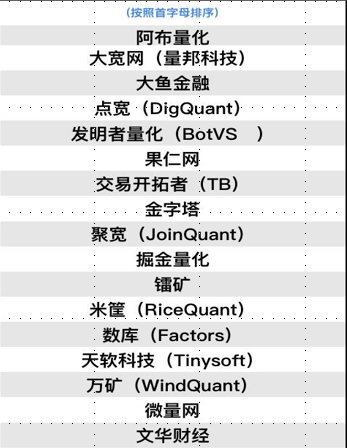 （按照首字母排序）
阿布量化
大宽网（量邦科技）
大鱼金融
点宽（DigQuant）
发明者量化（BotVS　）
果仁网
交易开拓者（TB）
金字塔
聚宽（JoinQuant）
掘金量化
镭矿
米筐（RiceQuant）
数库（Factors）
天软科技（Tinysoft）
万矿（WindQuant）
微量网
文华财经